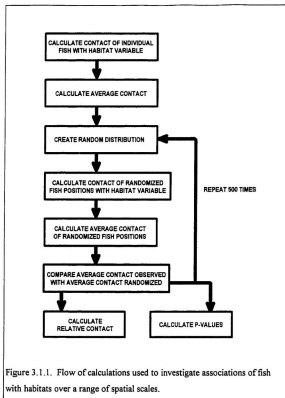 CALCULATE CONTACT OF INDIVIDUAL
FISH WITH HABITAT VARIABLE
CALCULATE AVERAGE CONTACT
CREATE RANDOM DISTRIBUTION
CALCULATE CONTACT OF RANDOMIZED
FISH POSITIONS WITH HABITAT VARIABLE
REPEAT 500 TIMES
CALCULATE AVERAGE CONTACT
OF RANDOMIZED FISH POSITIONS
COMPARE AVERAGE CONTACT OBSERVED
WITH AVERAGE CONTACT RANDOMIZED
CALCULATE
RELATIVE CONTACT
CALCULATE P-VALUES
Figure 3.1.1. Flow of calculations used to investigate associations of fish
with habitats over a range of spatial scales.